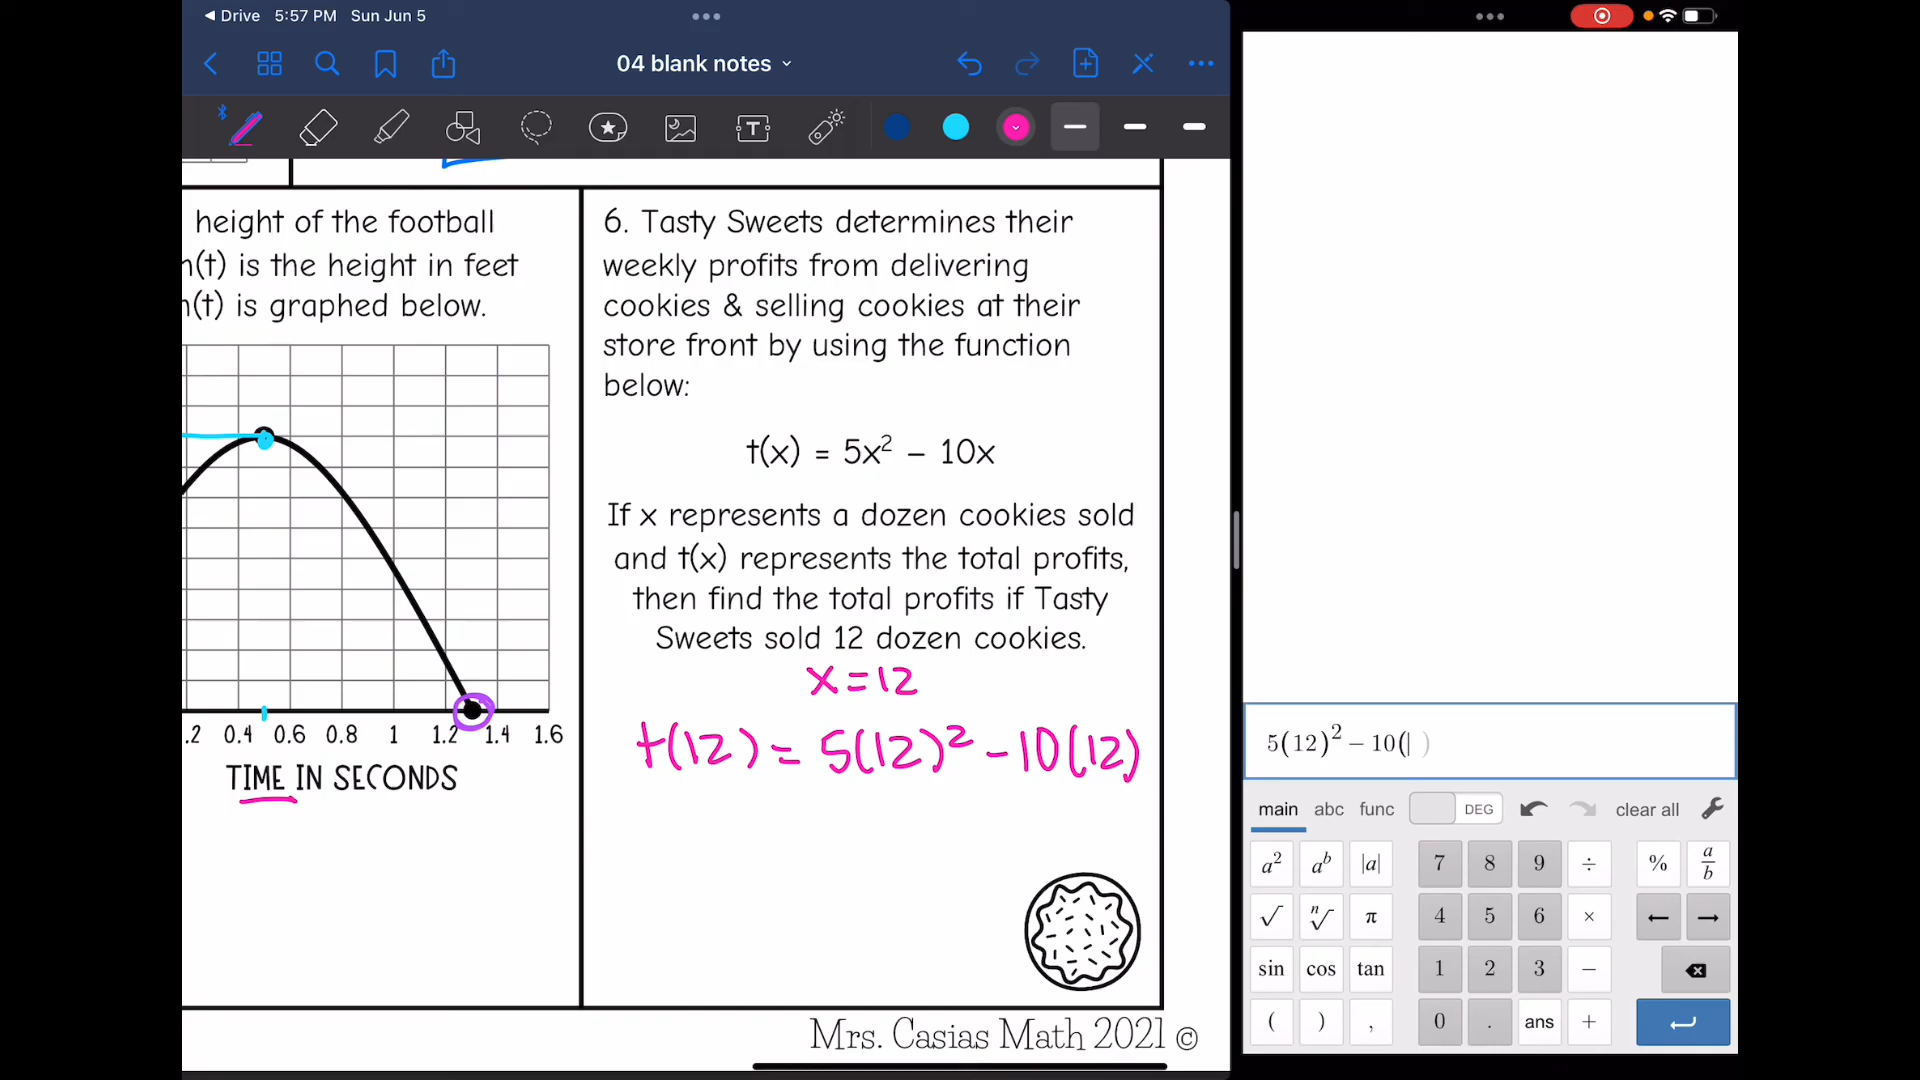 Drive 5:57 PM Sun Jun 5
04 blank notes
height of the football
h(t) is the height in feet
h(t) is graphed below.
.2 0.4 0.6 0.8 1 1.2 1.4 1.6
TIME IN SECONDS
6. Tasty Sweets determines their
weekly profits from delivering
cookies & selling cookies at their
store front by using the function
below:
t(x) = 5x² – 10x
If x represents a dozen cookies sold
and t(x) represents the total profits,
then find the total profits if Tasty
Sweets sold 12 dozen cookies.
x = 12
t(12) = 5(12)² – 10(12)
Mrs. Casias Math 2021 ©
5(12)² – 10( )
main abc func DEG clear all
a² aᵇ |a| 7 8 9 ÷ % a/b
√ ⁿ√ π 4 5 6 × ← →
sin cos tan 1 2 3 –
( ) , 0 . ans +